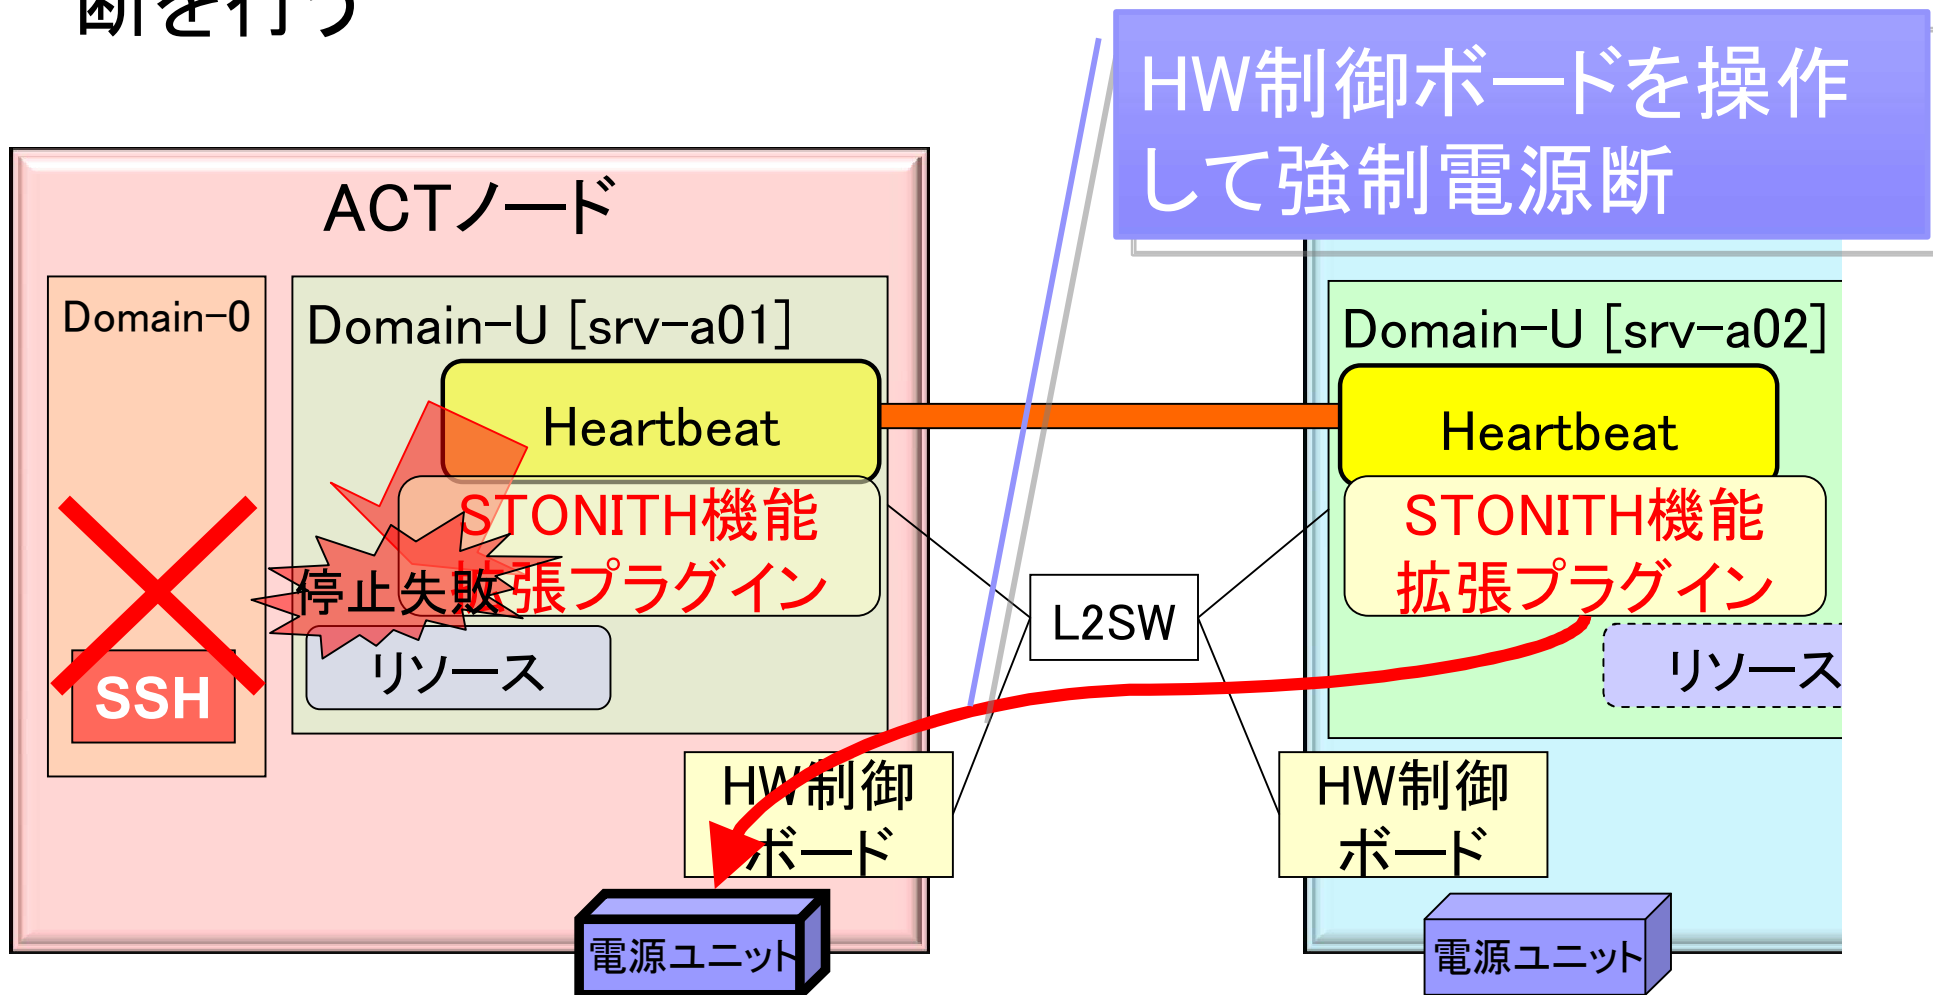 断を行う
HW制御ボードを操作
して強制電源断
ACTノード
Domain-0
Domain-U [srv-a01]
Heartbeat
STONITH機能
拡張プラグイン
停止失敗
リソース
SSH
HW制御
ボード
電源ユニット
L2SW
Domain-U [srv-a02]
Heartbeat
STONITH機能
拡張プラグイン
リソース
HW制御
ボード
電源ユニット